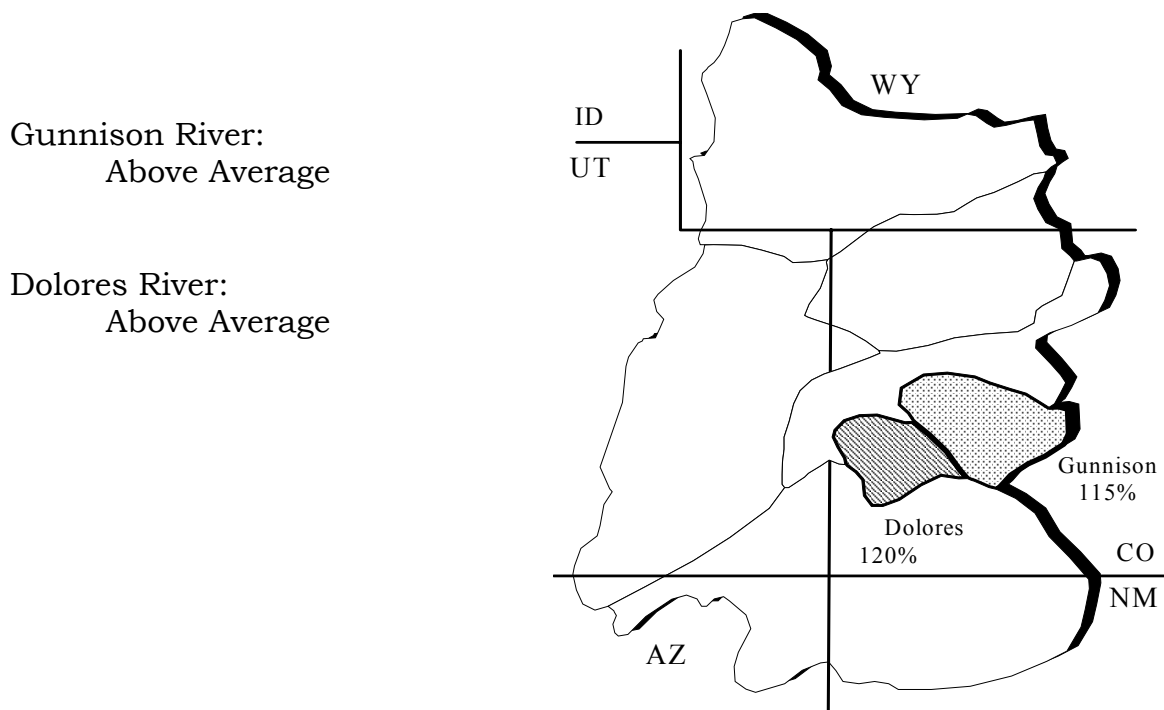 Gunnison River:
Above Average
Dolores River:
Above Average
WY
ID
UT
Gunnison
115%
Dolores
120%
CO
NM
AZ